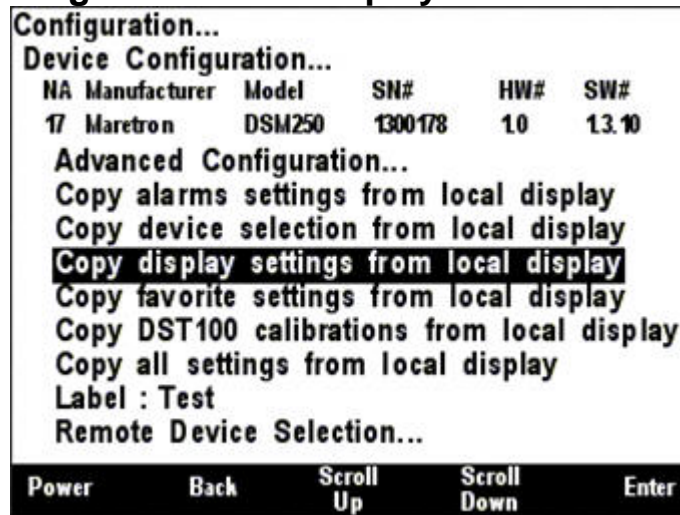 Configuration...
Device Configuration...
NA Manufacturer Model SN# HW# SW#
17 Maretron DSM250 1300178 1.0 1.3.10
Advanced Configuration...
Copy alarms settings from local display
Copy device selection from local display
Copy display settings from local display
Copy favorite settings from local display
Copy DST100 calibrations from local display
Copy all settings from local display
Label : Test
Remote Device Selection...
Power Back Scroll Up Scroll Down Enter